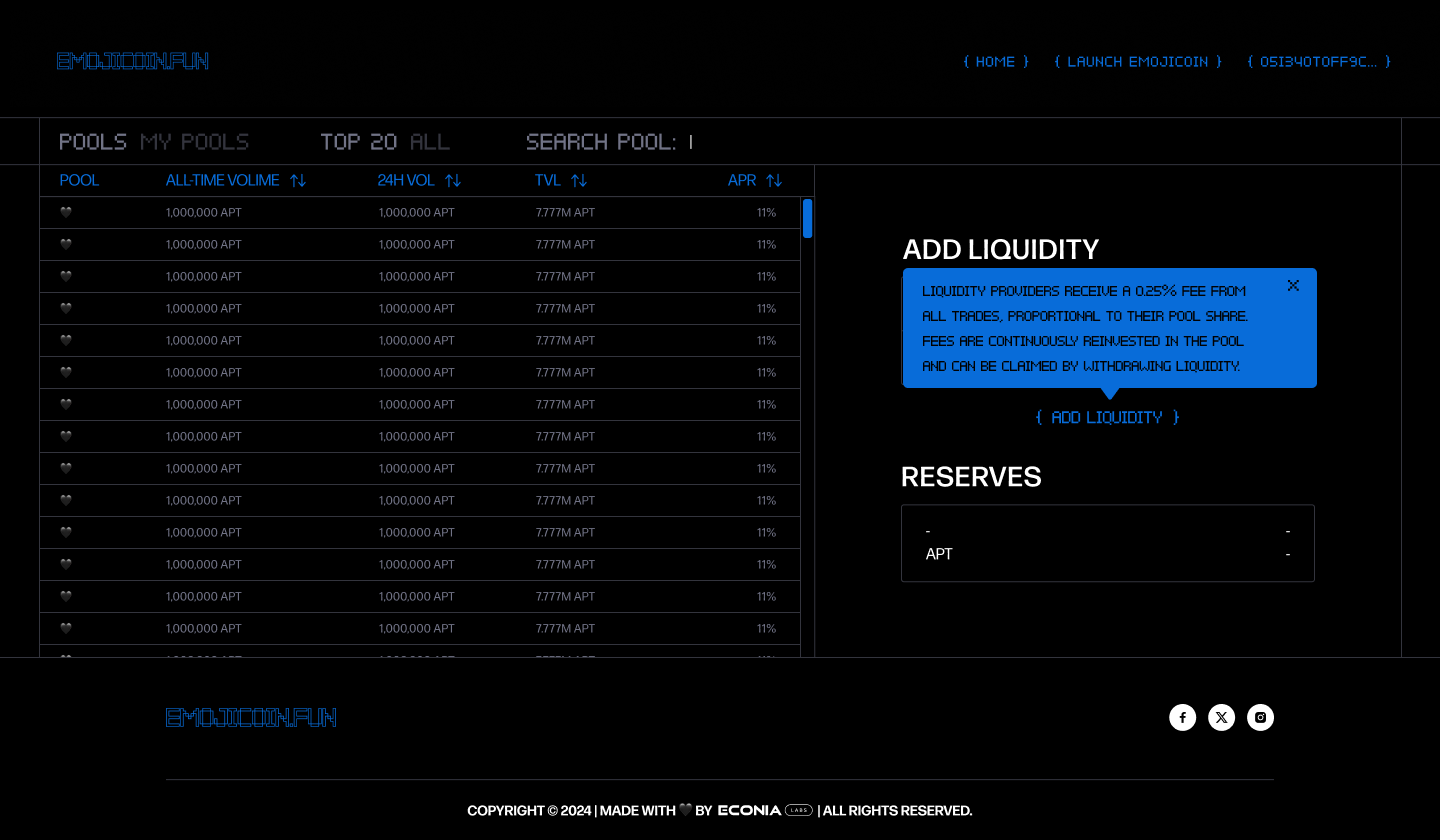 EMOJICOIN.FUN
{ HOME } { LAUNCH EMOJICOIN } { 05I340TOFF9C... }
POOLS MY POOLS TOP 20 ALL SEARCH POOL:
POOL ALL-TIME VOLIME 24H VOL TVL APR
🖤 1,000,000 APT 1,000,000 APT 7.777M APT 11%
🖤 1,000,000 APT 1,000,000 APT 7.777M APT 11%
🖤 1,000,000 APT 1,000,000 APT 7.777M APT 11%
🖤 1,000,000 APT 1,000,000 APT 7.777M APT 11%
🖤 1,000,000 APT 1,000,000 APT 7.777M APT 11%
🖤 1,000,000 APT 1,000,000 APT 7.777M APT 11%
🖤 1,000,000 APT 1,000,000 APT 7.777M APT 11%
🖤 1,000,000 APT 1,000,000 APT 7.777M APT 11%
🖤 1,000,000 APT 1,000,000 APT 7.777M APT 11%
🖤 1,000,000 APT 1,000,000 APT 7.777M APT 11%
🖤 1,000,000 APT 1,000,000 APT 7.777M APT 11%
🖤 1,000,000 APT 1,000,000 APT 7.777M APT 11%
🖤 1,000,000 APT 1,000,000 APT 7.777M APT 11%
🖤 1,000,000 APT 1,000,000 APT 7.777M APT 11%
ADD LIQUIDITY
LIQUIDITY PROVIDERS RECEIVE A 0.25% FEE FROM
ALL TRADES, PROPORTIONAL TO THEIR POOL SHARE.
FEES ARE CONTINUOUSLY REINVESTED IN THE POOL
AND CAN BE CLAIMED BY WITHDRAWING LIQUIDITY.
{ ADD LIQUIDITY }
RESERVES
- -
APT -
EMOJICOIN.FUN
COPYRIGHT © 2024 | MADE WITH 🖤 BY ECONIA LABS | ALL RIGHTS RESERVED.